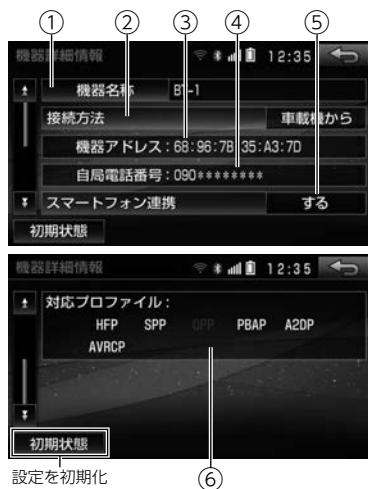 ① ② ③ ④ ⑤
機器詳細情報 12:35
機器名称 BT-1
接続方法 車載機から
機器アドレス：68:96:7B:35:A3:7D
自局電話番号：090********
スマートフォン連携 する
初期状態
機器詳細情報 12:35
対応プロファイル：
HFP SPP OPP PBAP A2DP
AVRCP
初期状態
設定を初期化 ⑥